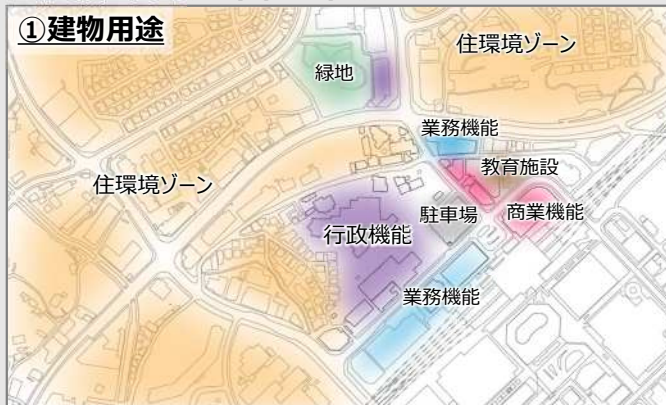 ①建物用途
住環境ゾーン
緑地
業務機能
教育施設
住環境ゾーン
駐車場
商業機能
行政機能
業務機能